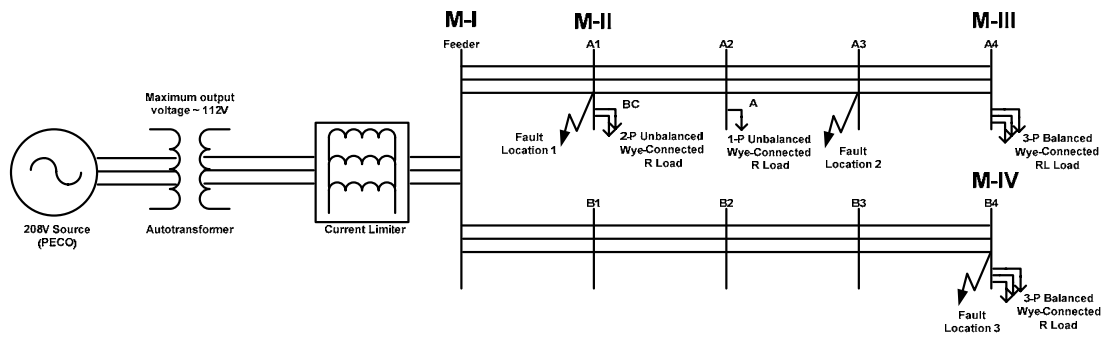 M-I
M-II
M-III
Feeder
A1
A2
A3
A4
Maximum output
voltage ~ 112V
BC
A
Fault
Location 1
2-P Unbalanced
Wye-Connected
R Load
1-P Unbalanced
Wye-Connected
R Load
Fault
Location 2
3-P Balanced
Wye-Connected
RL Load
M-IV
208V Source
(PECO)
Autotransformer
Current Limiter
B1
B2
B3
B4
Fault
Location 3
3-P Balanced
Wye-Connected
R Load